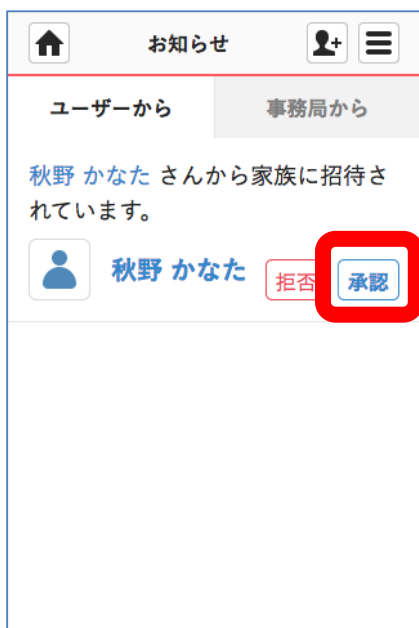 お知らせ
ユーザーから 事務局から
秋野 かなた さんから家族に招待さ
れています。
秋野 かなた 拒否 承認